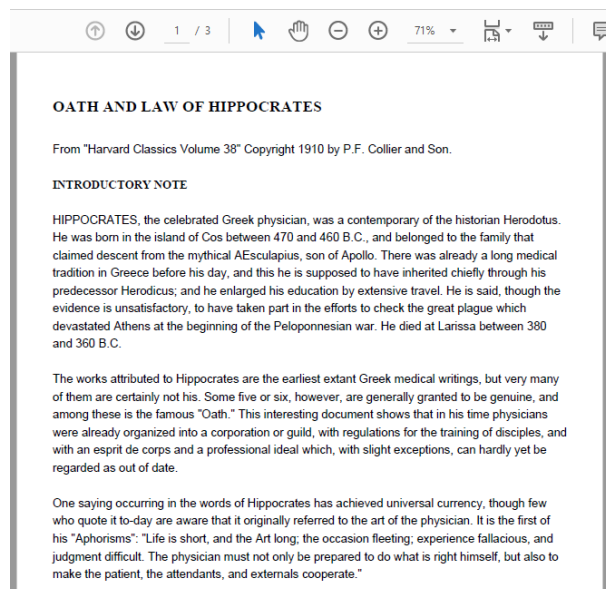 1 / 3 71%
OATH AND LAW OF HIPPOCRATES
From "Harvard Classics Volume 38" Copyright 1910 by P.F. Collier and Son.
INTRODUCTORY NOTE
HIPPOCRATES, the celebrated Greek physician, was a contemporary of the historian Herodotus.
He was born in the island of Cos between 470 and 460 B.C., and belonged to the family that
claimed descent from the mythical AEsculapius, son of Apollo. There was already a long medical
tradition in Greece before his day, and this he is supposed to have inherited chiefly through his
predecessor Herodicus; and he enlarged his education by extensive travel. He is said, though the
evidence is unsatisfactory, to have taken part in the efforts to check the great plague which
devastated Athens at the beginning of the Peloponnesian war. He died at Larissa between 380
and 360 B.C.
The works attributed to Hippocrates are the earliest extant Greek medical writings, but very many
of them are certainly not his. Some five or six, however, are generally granted to be genuine, and
among these is the famous "Oath." This interesting document shows that in his time physicians
were already organized into a corporation or guild, with regulations for the training of disciples, and
with an esprit de corps and a professional ideal which, with slight exceptions, can hardly yet be
regarded as out of date.
One saying occurring in the words of Hippocrates has achieved universal currency, though few
who quote it to-day are aware that it originally referred to the art of the physician. It is the first of
his "Aphorisms": "Life is short, and the Art long; the occasion fleeting; experience fallacious, and
judgment difficult. The physician must not only be prepared to do what is right himself, but also to
make the patient, the attendants, and externals cooperate."